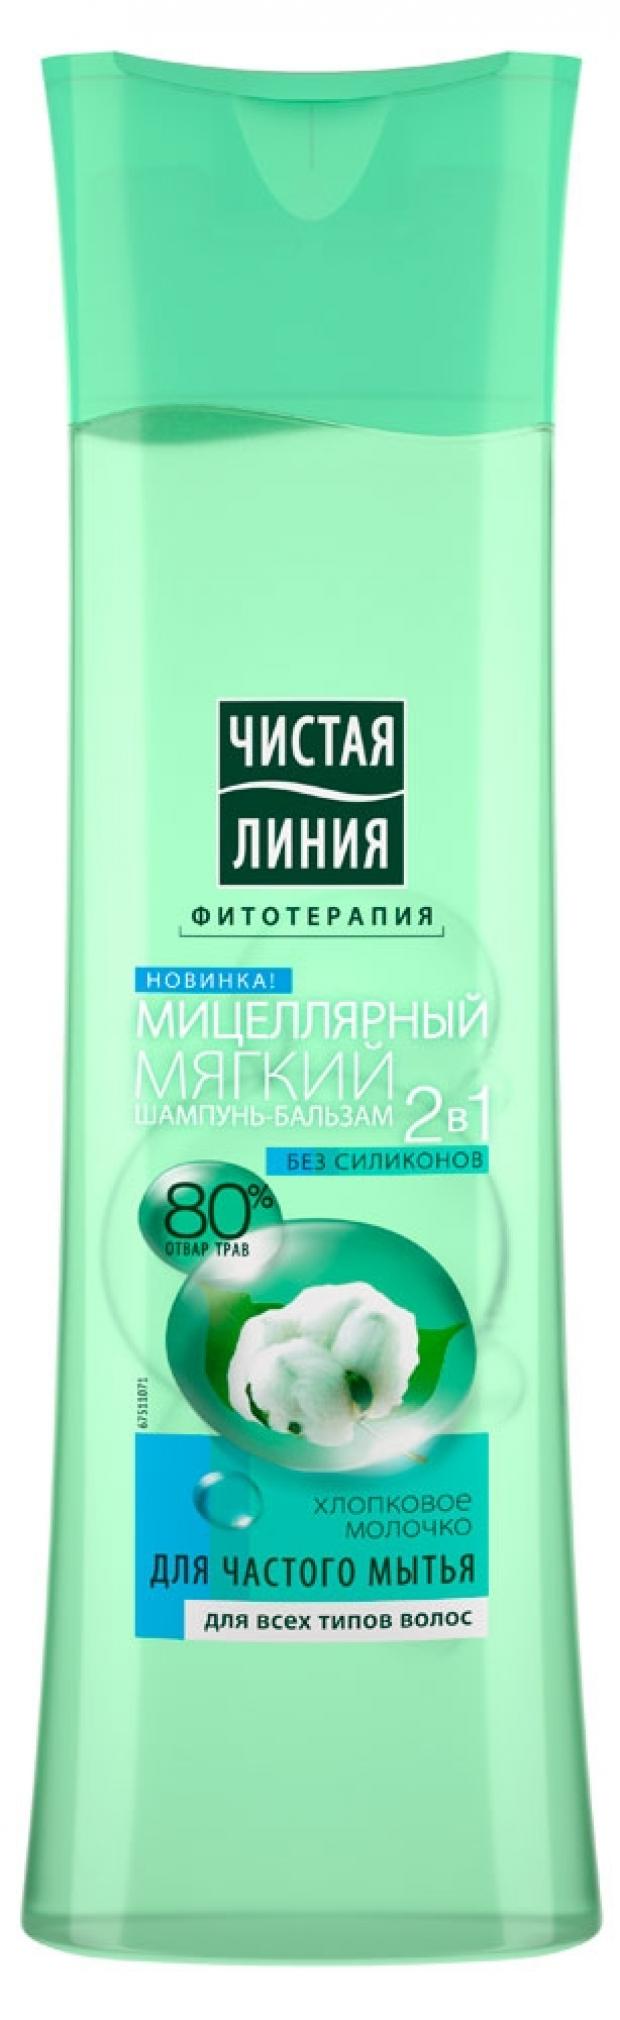 ЧИСТАЯ
ЛИНИЯ
ФИТОТЕРАПИЯ
НОВИНКА!
МИЦЕЛЛЯРНЫЙ
МЯГКИЙ
ШАМПУНЬ-БАЛЬЗАМ 2в1
БЕЗ СИЛИКОНОВ
80%
ОТВАР ТРАВ
67511071
ХЛОПКОВОЕ
МОЛОЧКО
ДЛЯ ЧАСТОГО МЫТЬЯ
для всех типов волос